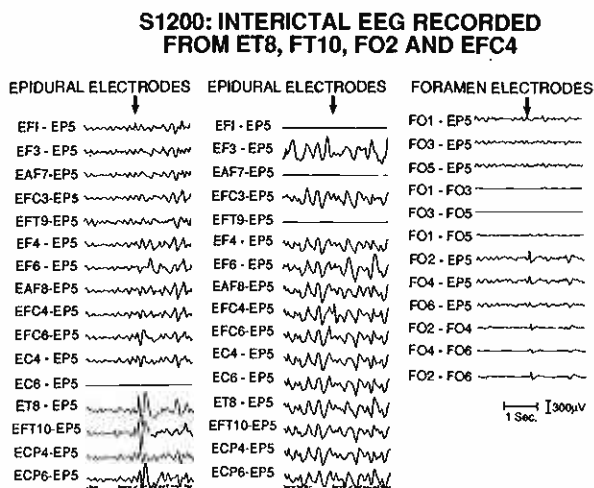 S1200: INTERICTAL EEG RECORDED
FROM ET8, FT10, FO2 AND EFC4
EPIDURAL ELECTRODES
EF1 - EP5
EF3 - EP5
EAF7-EP5
EFC3-EP5
EFT9-EP5
EF4 - EP5
EF6 - EP5
EAF8-EP5
EFC4-EP5
EFC6-EP5
EC4 - EP5
EC6 - EP5
ET8 - EP5
EFT10-EP5
ECP4-EP5
ECP6-EP5
EPIDURAL ELECTRODES
EF1 - EP5
EF3 - EP5
EAF7-EP5
EFC3-EP5
EFT9-EP5
EF4 - EP5
EF6 - EP5
EAF8-EP5
EFC4-EP5
EFC6-EP5
EC4 - EP5
EC6 - EP5
ET8 - EP5
EFT10-EP5
ECP4-EP5
ECP6-EP5
FORAMEN ELECTRODES
FO1 - EP5
FO3 - EP5
FO5 - EP5
FO1 - FO3
FO3 - FO5
FO1 - FO5
FO2 - EP5
FO4 - EP5
FO6 - EP5
FO2 - FO4
FO4 - FO6
FO2 - FO6
1 Sec. 300µV